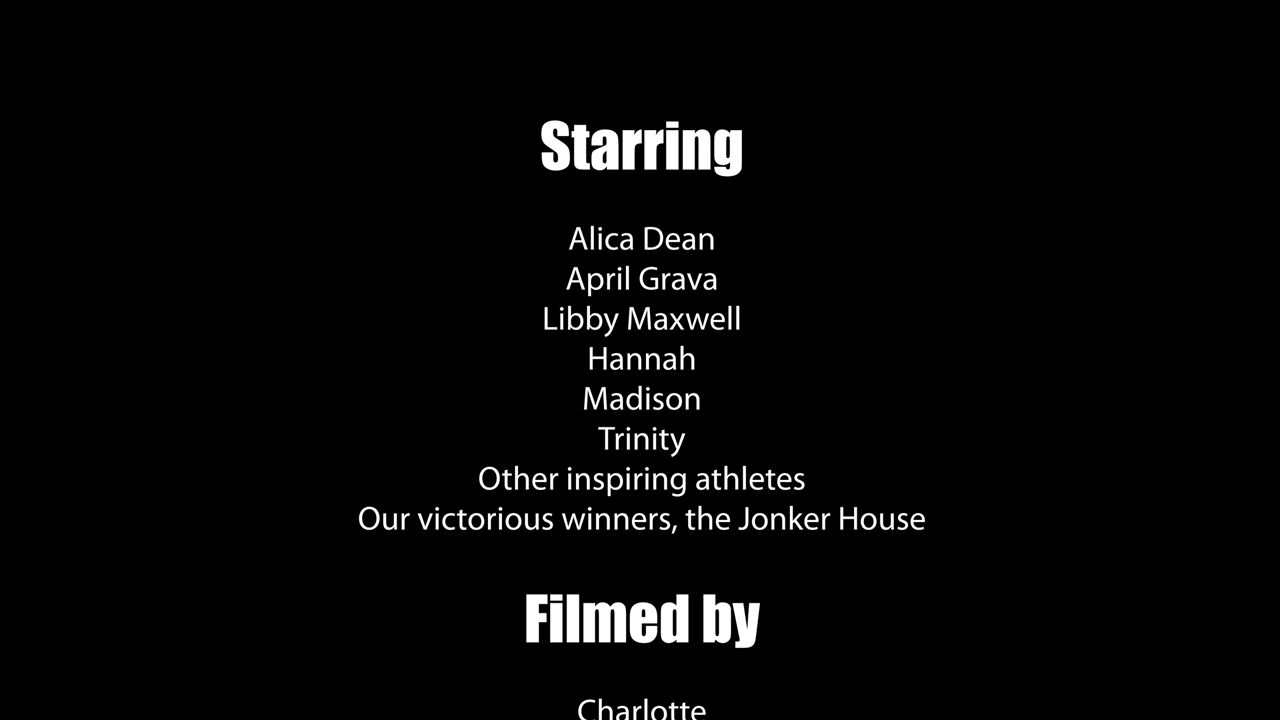 Starring
Alica Dean
April Grava
Libby Maxwell
Hannah
Madison
Trinity
Other inspiring athletes
Our victorious winners, the Jonker House
Filmed by
Charlotte